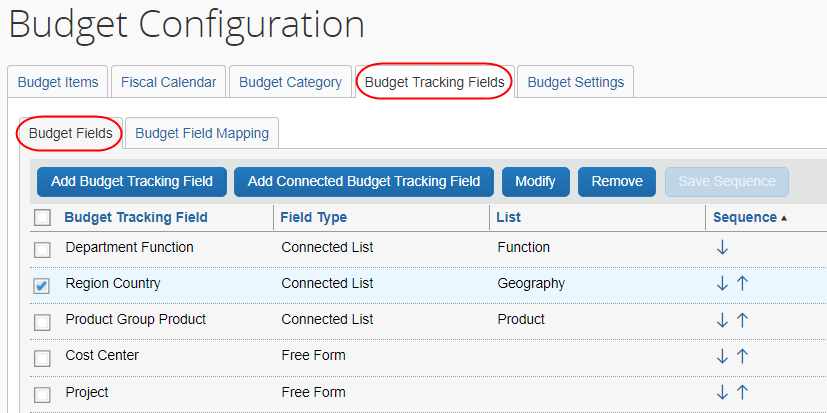 Budget Configuration
Budget Items Fiscal Calendar Budget Category Budget Tracking Fields Budget Settings
Budget Fields Budget Field Mapping
Add Budget Tracking Field Add Connected Budget Tracking Field Modify Remove Save Sequence
Budget Tracking Field Field Type List Sequence
Department Function Connected List Function
Region Country Connected List Geography
Product Group Product Connected List Product
Cost Center Free Form
Project Free Form